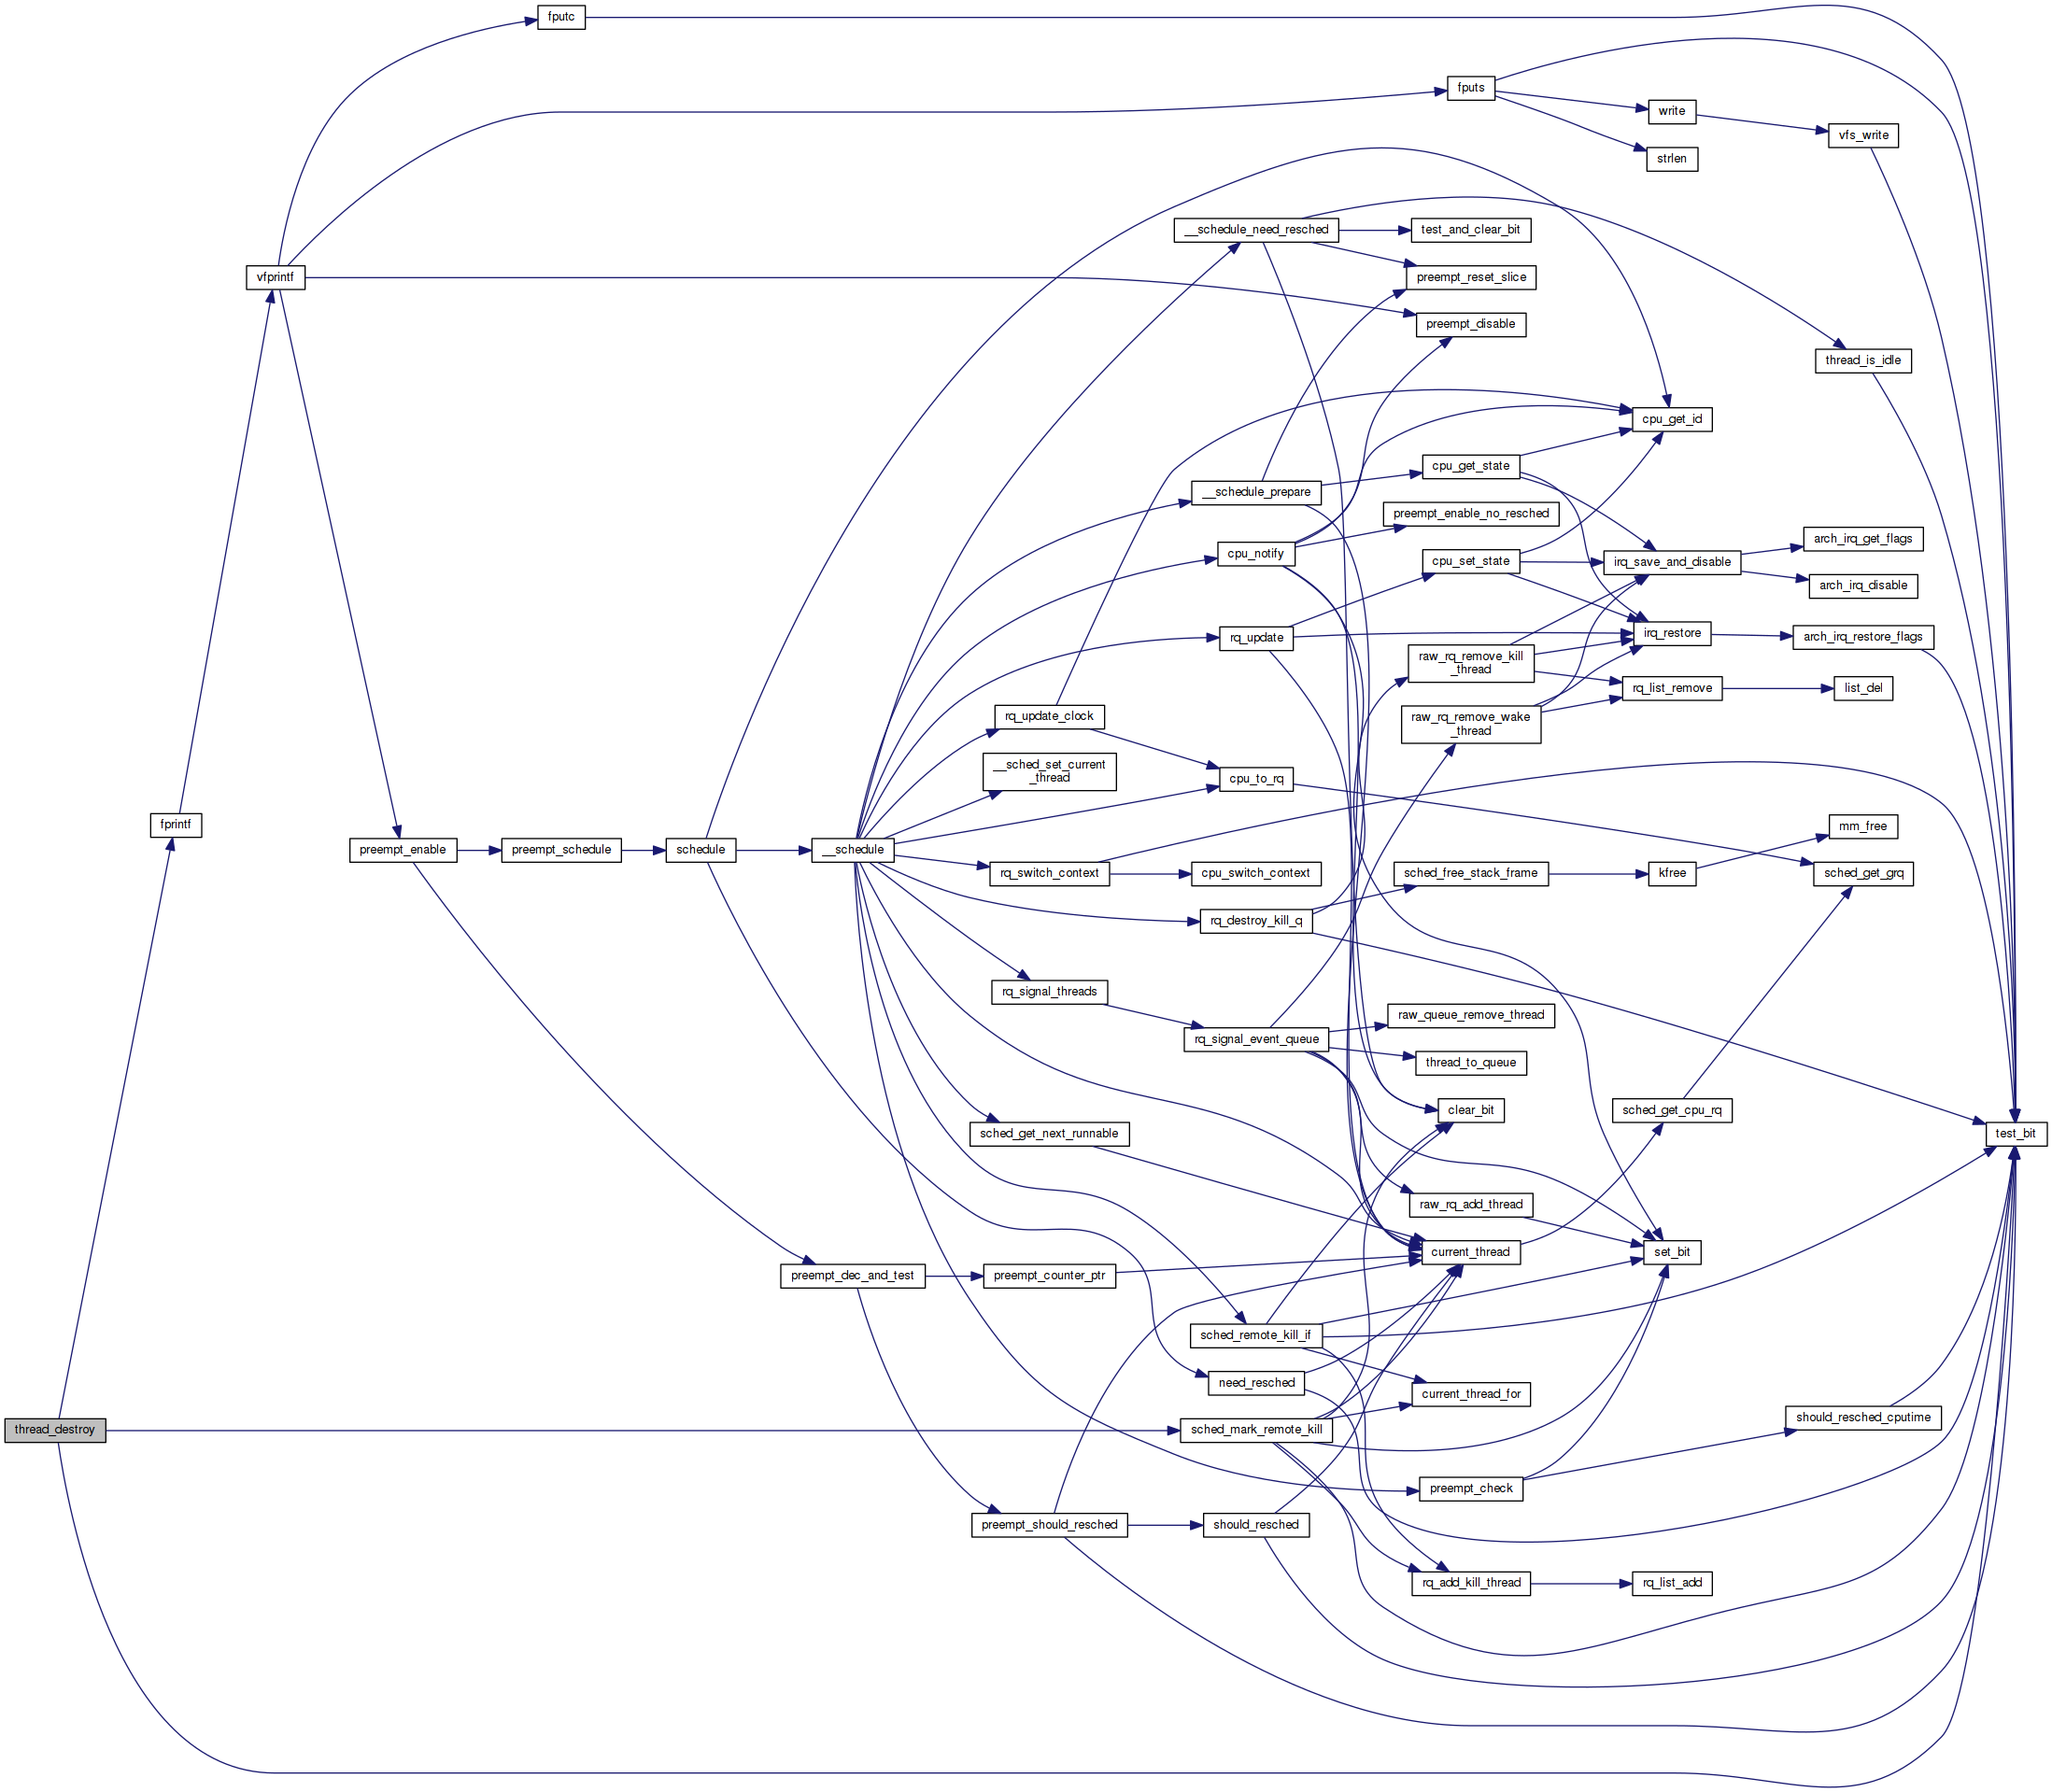 fputc
fputs
write
vfs_write
strlen
__schedule_need_resched
test_and_clear_bit
vfprintf
preempt_reset_slice
preempt_disable
thread_is_idle
cpu_get_id
cpu_get_state
__schedule_prepare
preempt_enable_no_resched
cpu_notify
arch_irq_get_flags
cpu_set_state
irq_save_and_disable
arch_irq_disable
rq_update
irq_restore
arch_irq_restore_flags
raw_rq_remove_kill
_thread
rq_list_remove
list_del
rq_update_clock
raw_rq_remove_wake
_thread
__sched_set_current
_thread
cpu_to_rq
fprintf
mm_free
preempt_enable
preempt_schedule
schedule
__schedule
rq_switch_context
cpu_switch_context
sched_free_stack_frame
kfree
sched_get_grq
rq_destroy_kill_q
rq_signal_threads
raw_queue_remove_thread
rq_signal_event_queue
thread_to_queue
clear_bit
sched_get_cpu_rq
sched_get_next_runnable
test_bit
raw_rq_add_thread
current_thread
set_bit
preempt_dec_and_test
preempt_counter_ptr
sched_remote_kill_if
need_resched
current_thread_for
thread_destroy
sched_mark_remote_kill
should_resched_cputime
preempt_check
preempt_should_resched
should_resched
rq_add_kill_thread
rq_list_add